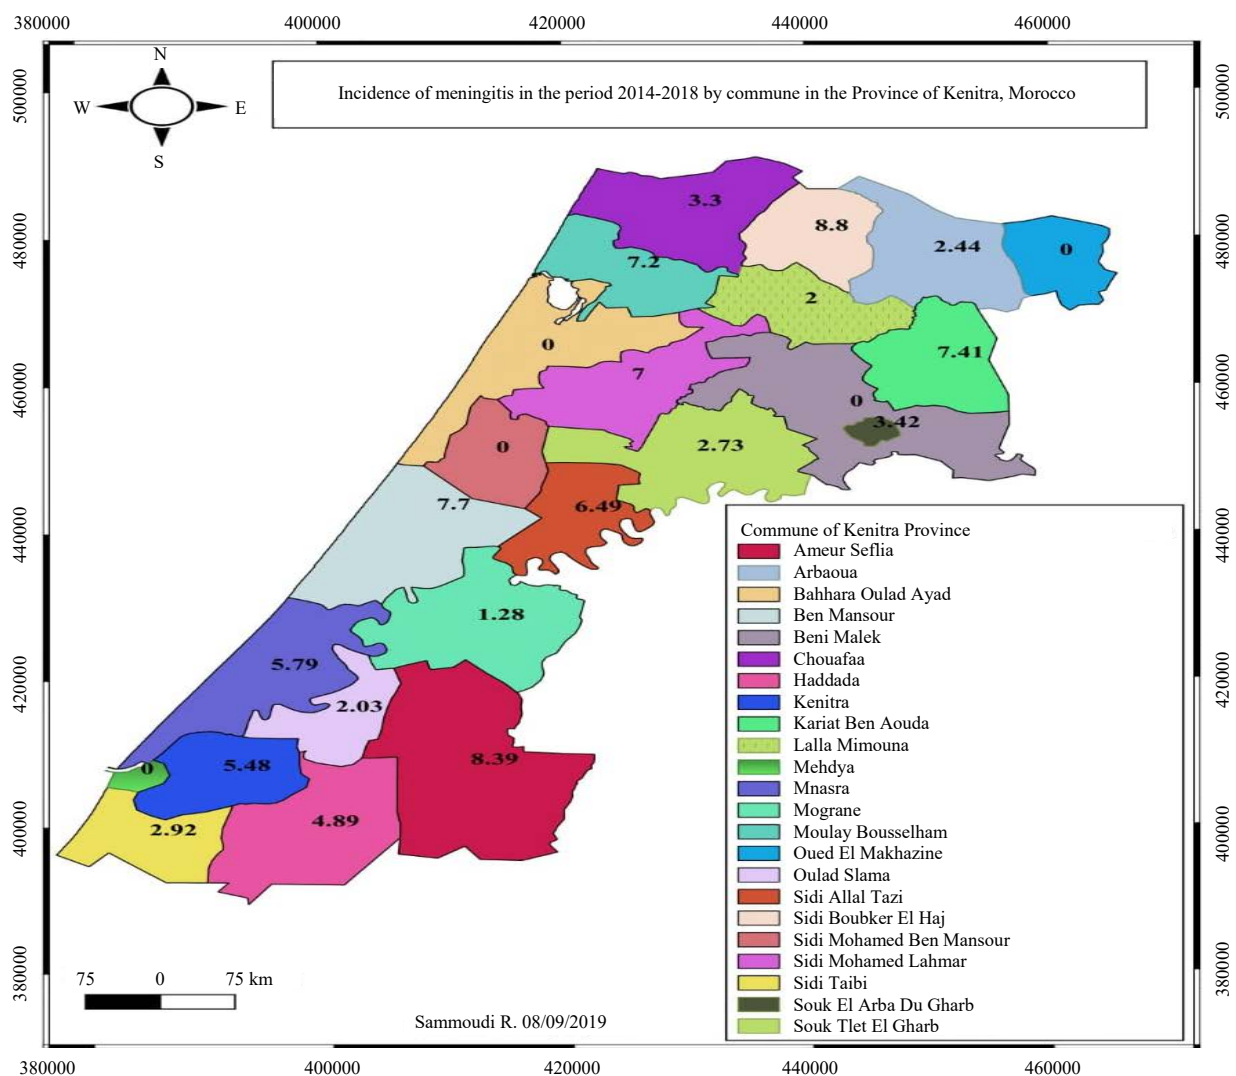 380000 400000 420000 440000 460000
N
W E
S
Incidence of meningitis in the period 2014-2018 by commune in the Province of Kenitra, Morocco
500000 500000
480000 480000
460000 460000
440000 440000
420000 420000
400000 400000
380000 380000
3.3
8.8
2.44
0
7.2
2
0
7
7.41
0
3.42
0
2.73
7.7
6.49
1.28
5.79
2.03
0
5.48
8.39
2.92
4.89
Commune of Kenitra Province
Ameur Seflia
Arbaoua
Bahhara Oulad Ayad
Ben Mansour
Beni Malek
Chouafaa
Haddada
Kenitra
Kariat Ben Aouda
Lalla Mimouna
Mehdya
Mnasra
Mograne
Moulay Bousselham
Oued El Makhazine
Oulad Slama
Sidi Allal Tazi
Sidi Boubker El Haj
Sidi Mohamed Ben Mansour
Sidi Mohamed Lahmar
Sidi Taibi
Souk El Arba Du Gharb
Souk Tlet El Gharb
75 0 75 km
Sammoudi R. 08/09/2019
380000 400000 420000 440000 460000